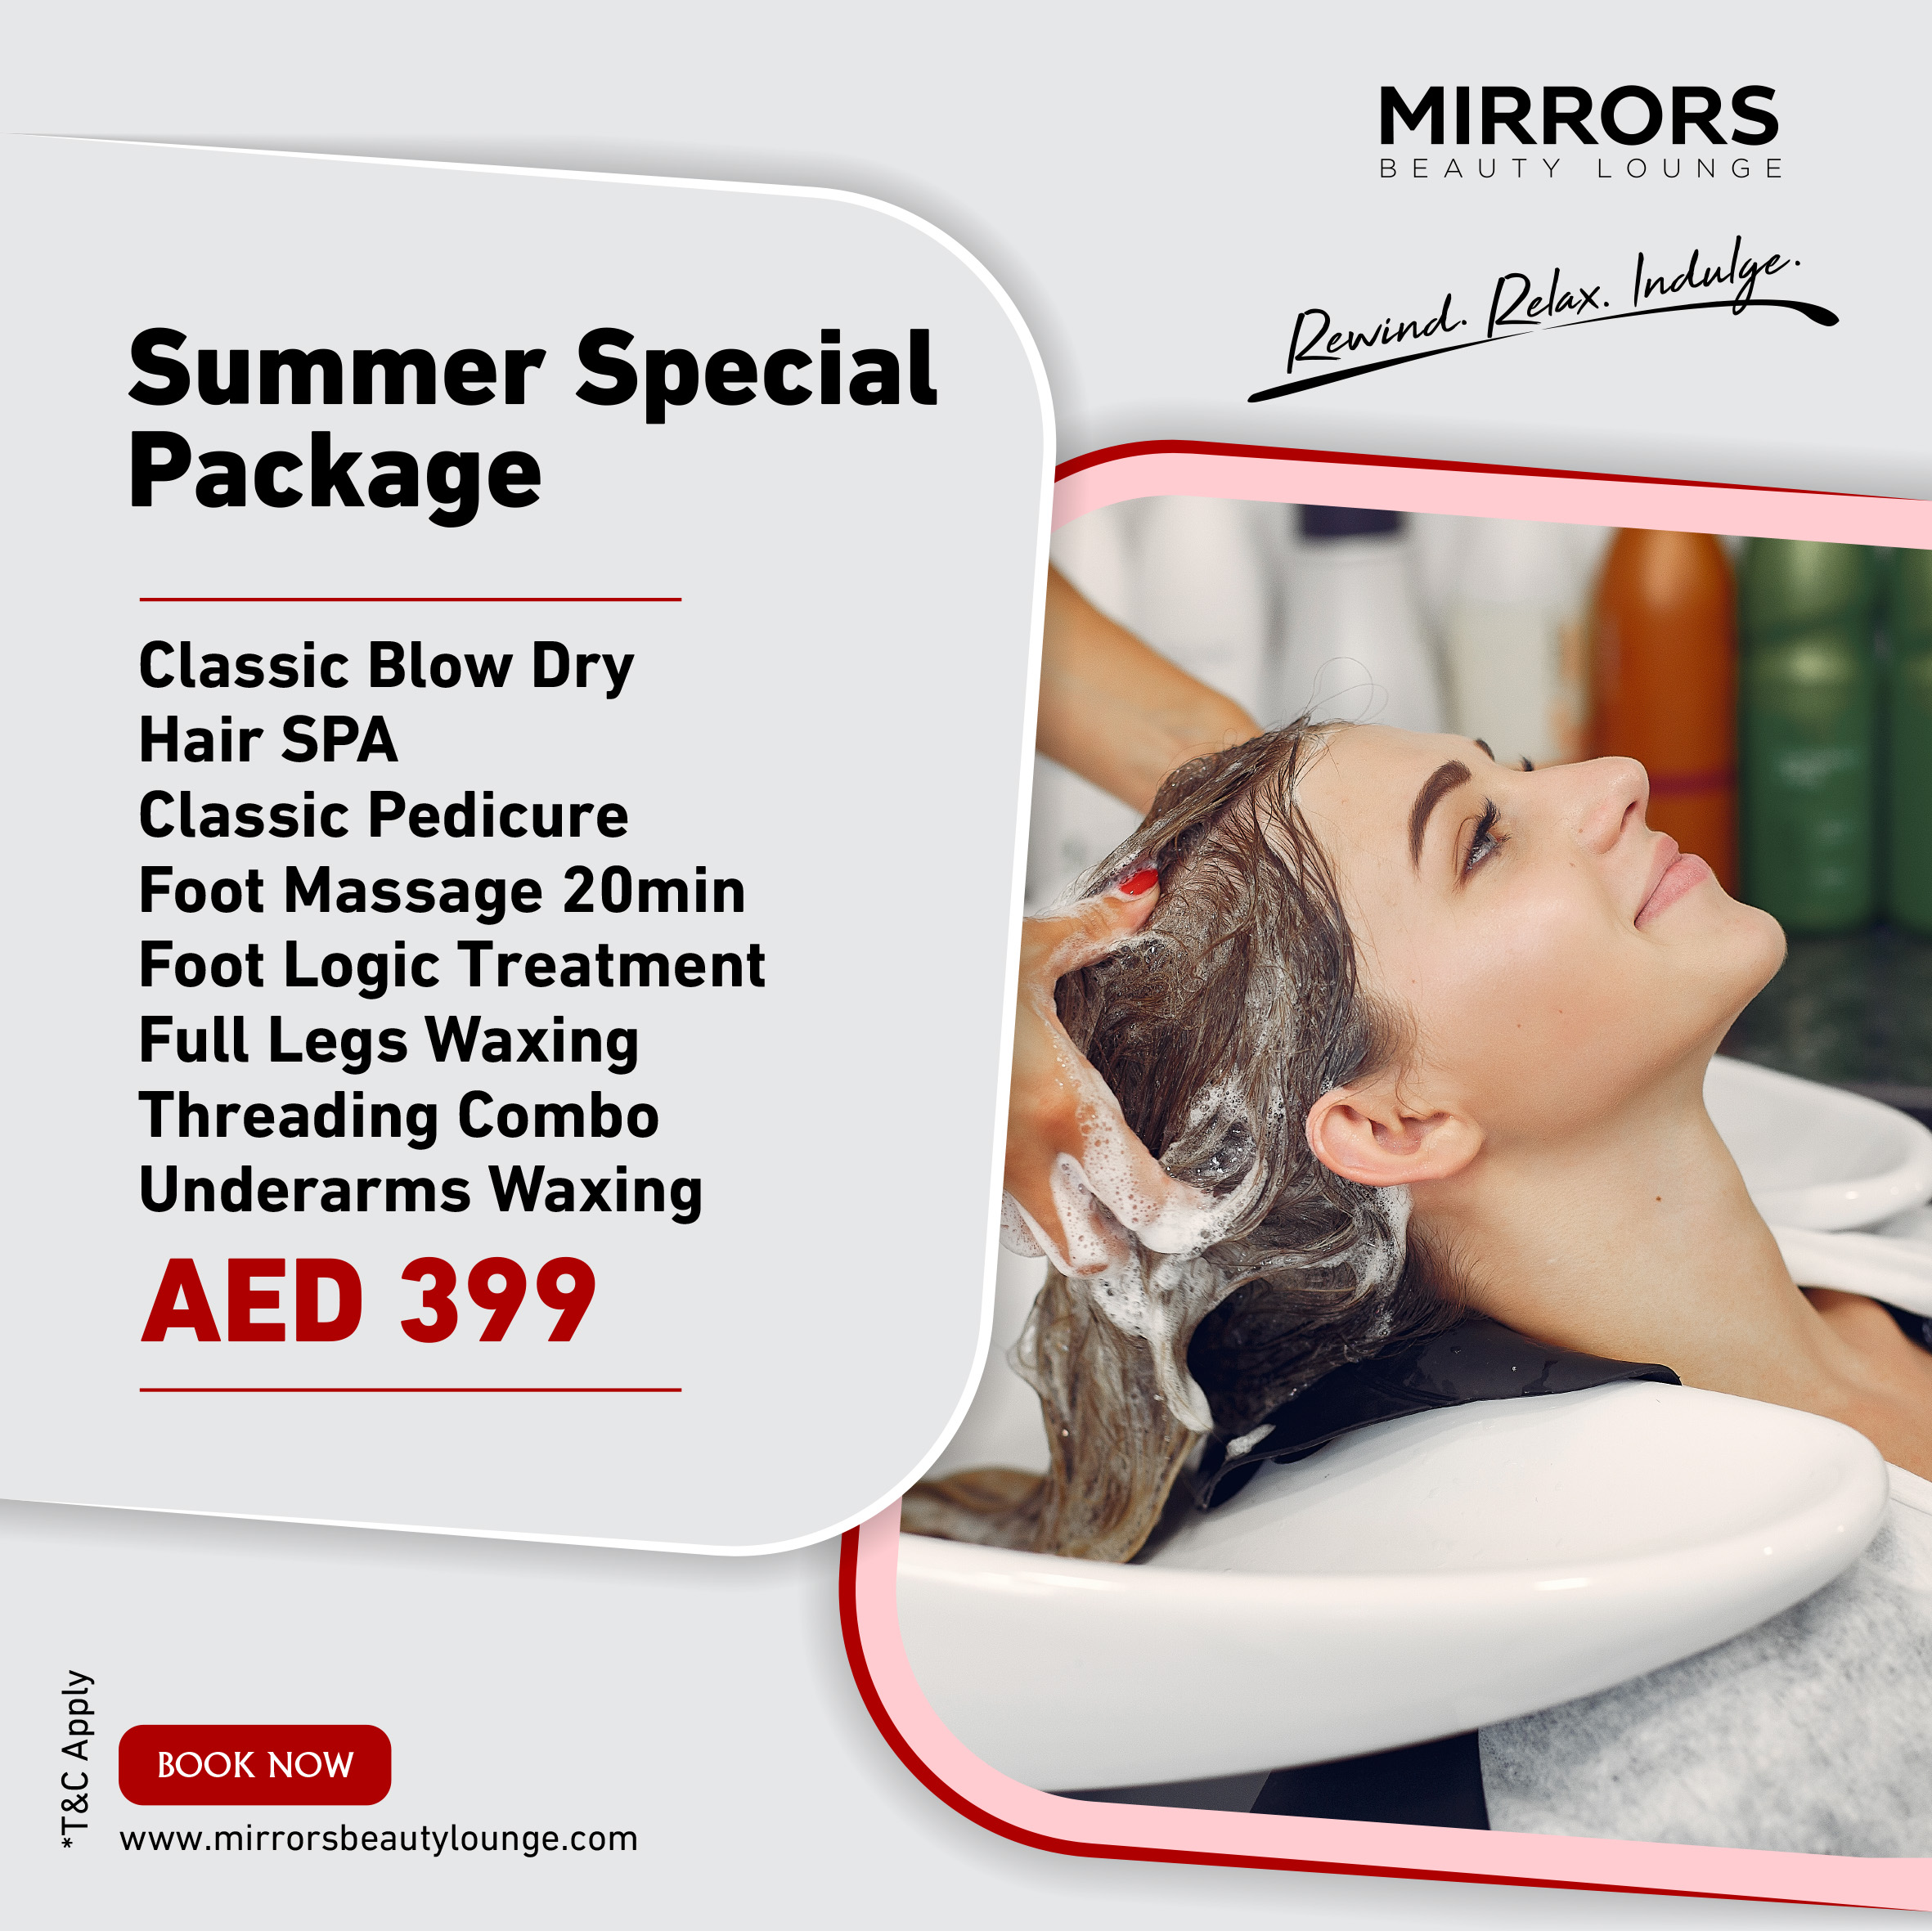 MIRRORS
BEAUTY LOUNGE
Rewind. Relax. Indulge.
Summer Special
Package
Classic Blow Dry
Hair SPA
Classic Pedicure
Foot Massage 20min
Foot Logic Treatment
Full Legs Waxing
Threading Combo
Underarms Waxing
AED 399
*T&C Apply
BOOK NOW
www.mirrorsbeautylounge.com